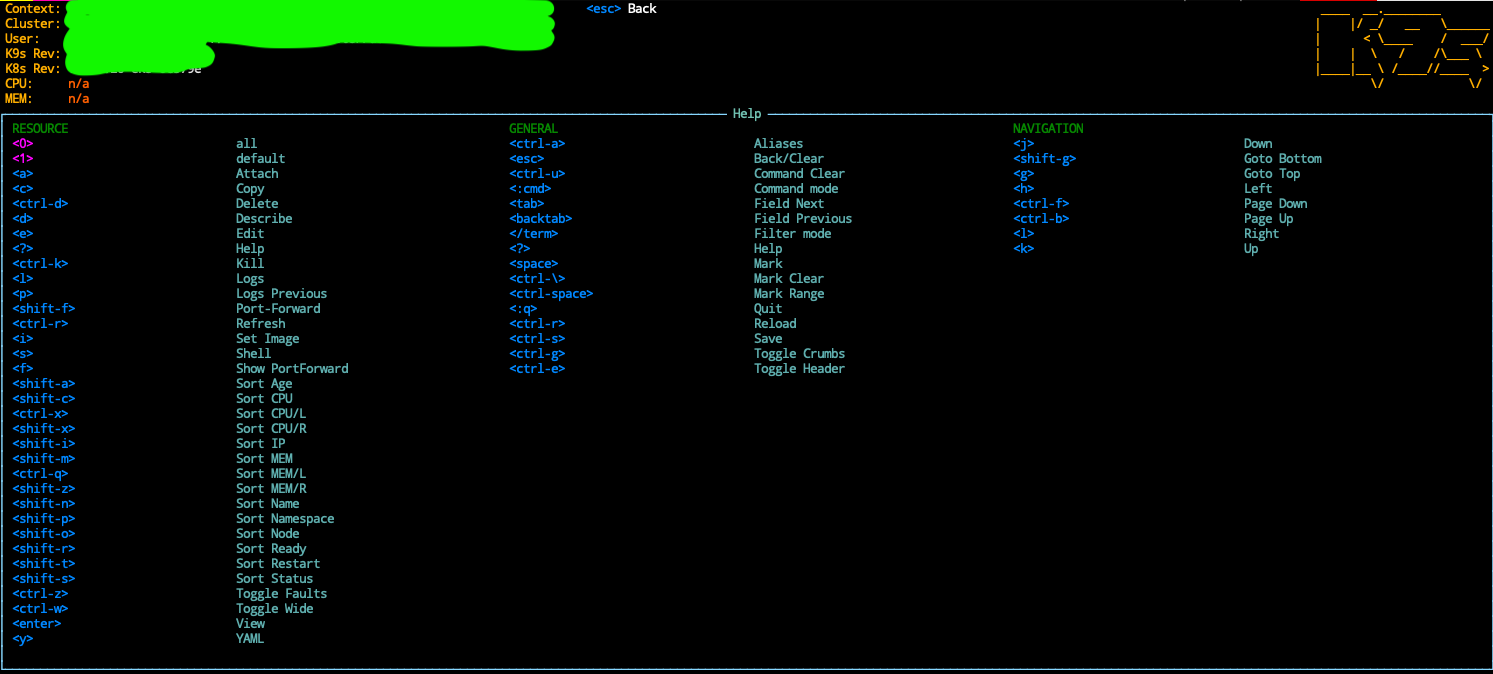 Context: <esc> Back
Cluster:
User:
K9s Rev:
K8s Rev:
CPU: n/a
MEM: n/a
Help
RESOURCE GENERAL NAVIGATION
<0> all <ctrl-a> Aliases <j> Down
<1> default <esc> Back/Clear <shift-g> Goto Bottom
<a> Attach <ctrl-u> Command Clear <g> Goto Top
<c> Copy <:cmd> Command mode <h> Left
<ctrl-d> Delete <tab> Field Next <ctrl-f> Page Down
<d> Describe <backtab> Field Previous <ctrl-b> Page Up
<e> Edit </term> Filter mode <l> Right
<?> Help <?> Help <k> Up
<ctrl-k> Kill <space> Mark
<l> Logs <ctrl-\> Mark Clear
<p> Logs Previous <ctrl-space> Mark Range
<shift-f> Port-Forward <:q> Quit
<ctrl-r> Refresh <ctrl-r> Reload
<i> Set Image <ctrl-s> Save
<s> Shell <ctrl-g> Toggle Crumbs
<f> Show PortForward <ctrl-e> Toggle Header
<shift-a> Sort Age
<shift-c> Sort CPU
<ctrl-x> Sort CPU/L
<shift-x> Sort CPU/R
<shift-i> Sort IP
<shift-m> Sort MEM
<ctrl-q> Sort MEM/L
<shift-z> Sort MEM/R
<shift-n> Sort Name
<shift-p> Sort Namespace
<shift-o> Sort Node
<shift-r> Sort Ready
<shift-t> Sort Restart
<shift-s> Sort Status
<ctrl-z> Toggle Faults
<ctrl-w> Toggle Wide
<enter> View
<y> YAML